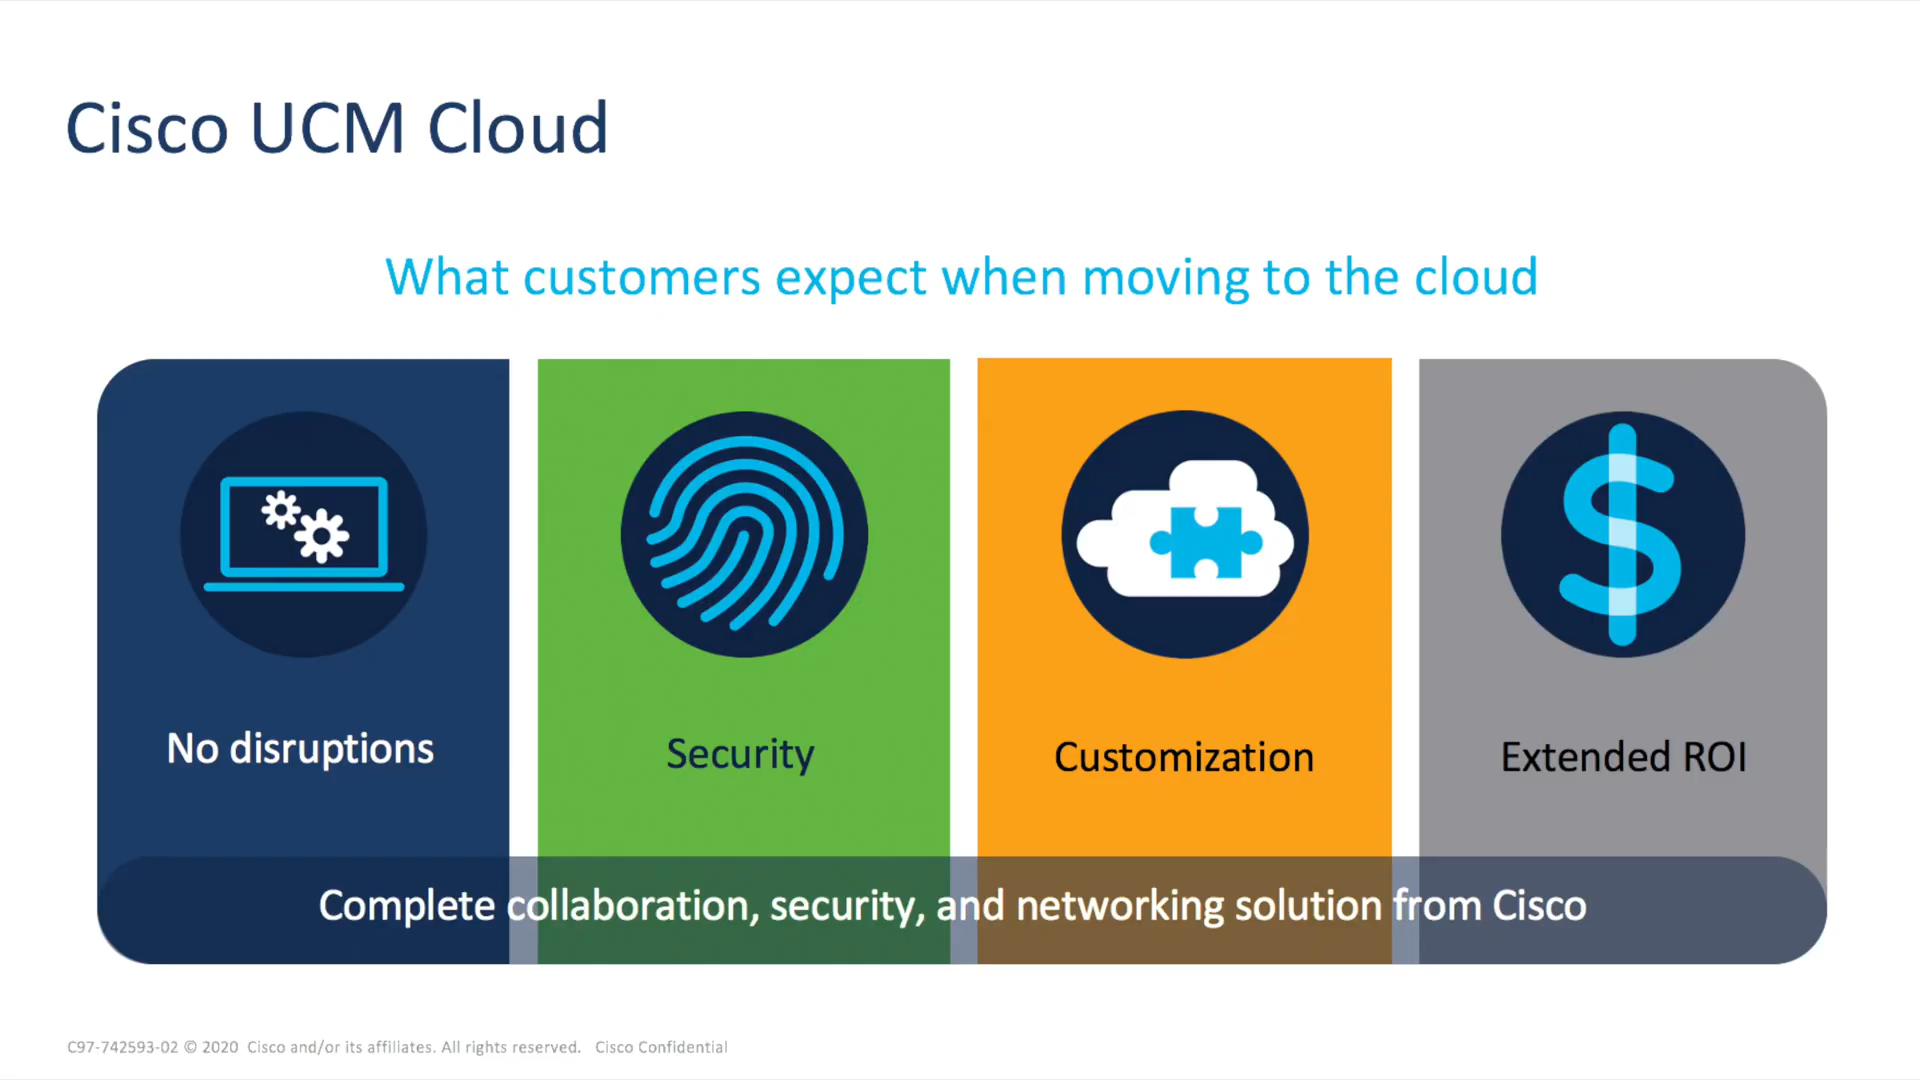 Cisco UCM Cloud
What customers expect when moving to the cloud
No disruptions
Security
Customization
Extended ROI
Complete collaboration, security, and networking solution from Cisco
C97-742593-02 © 2020 Cisco and/or its affiliates. All rights reserved. Cisco Confidential